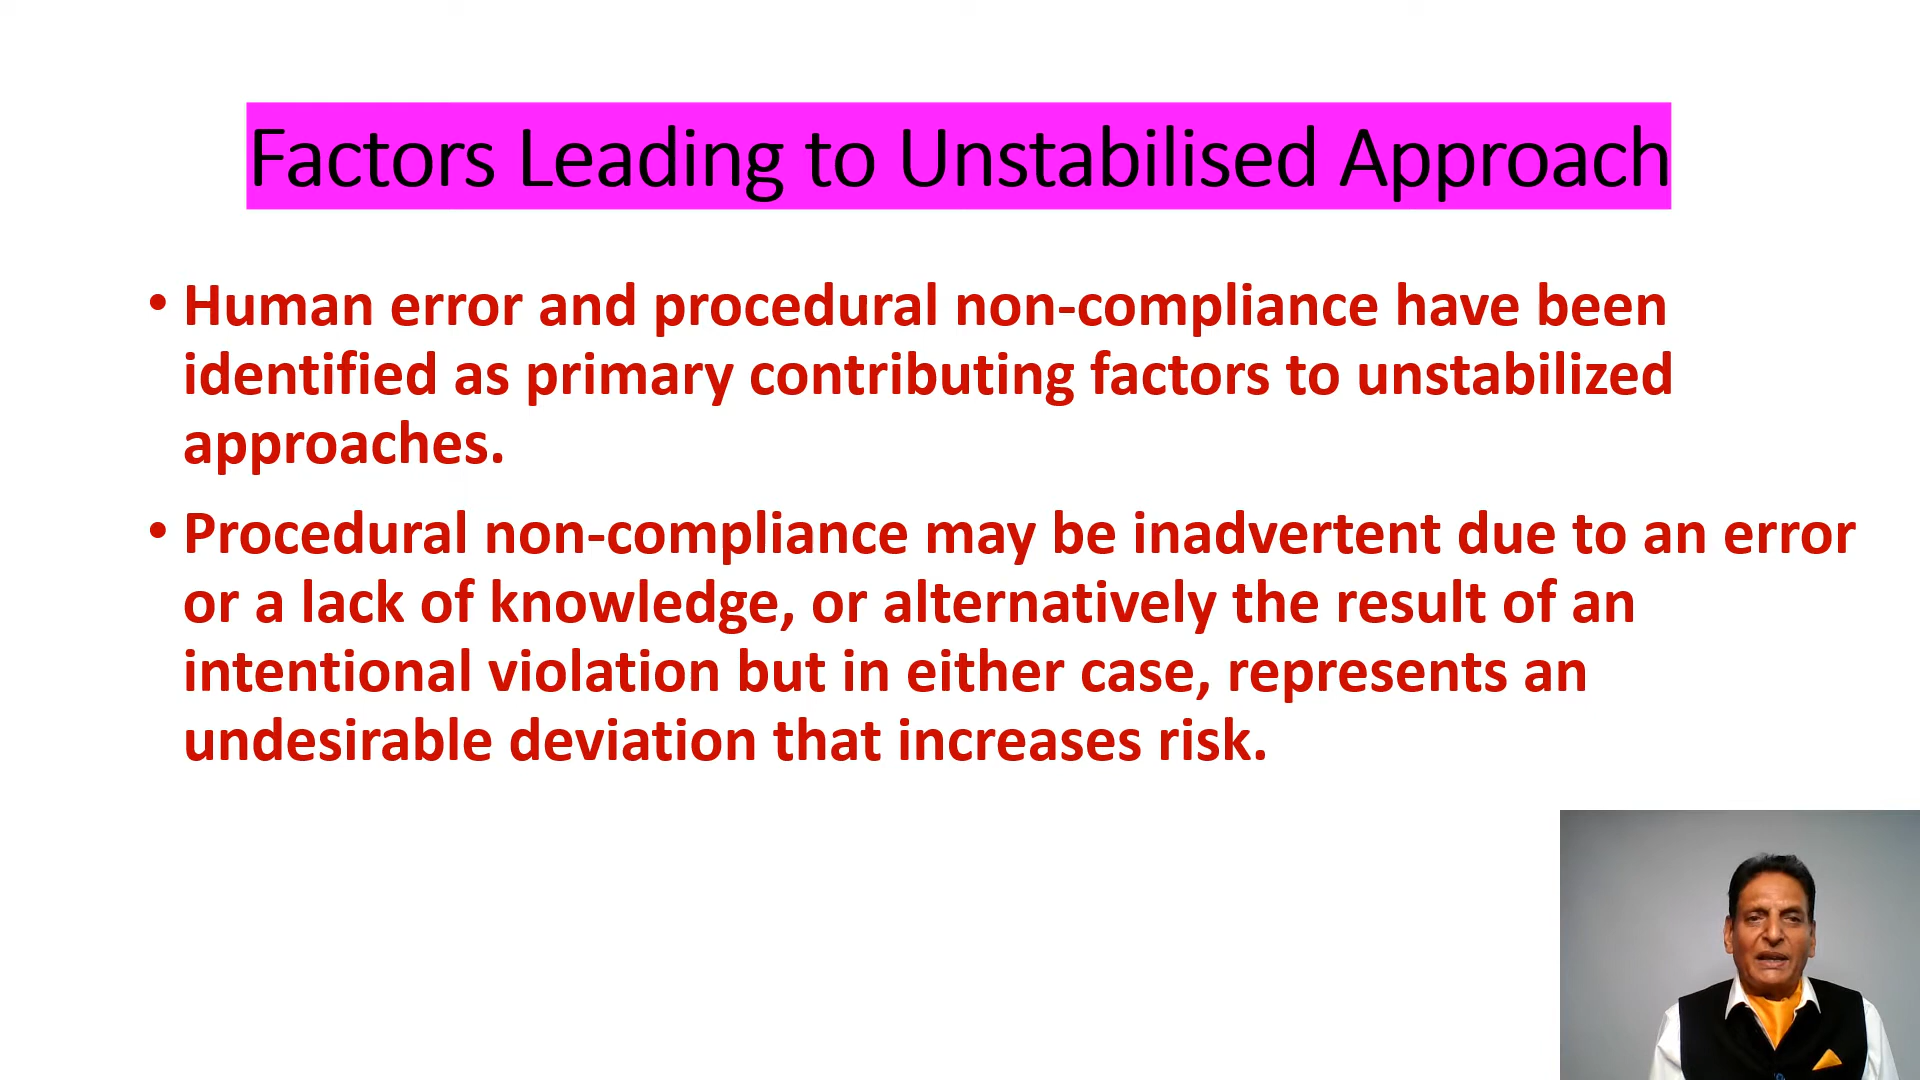 Factors Leading to Unstabilised Approach
• Human error and procedural non-compliance have been
identified as primary contributing factors to unstabilized
approaches.
• Procedural non-compliance may be inadvertent due to an error
or a lack of knowledge, or alternatively the result of an
intentional violation but in either case, represents an
undesirable deviation that increases risk.